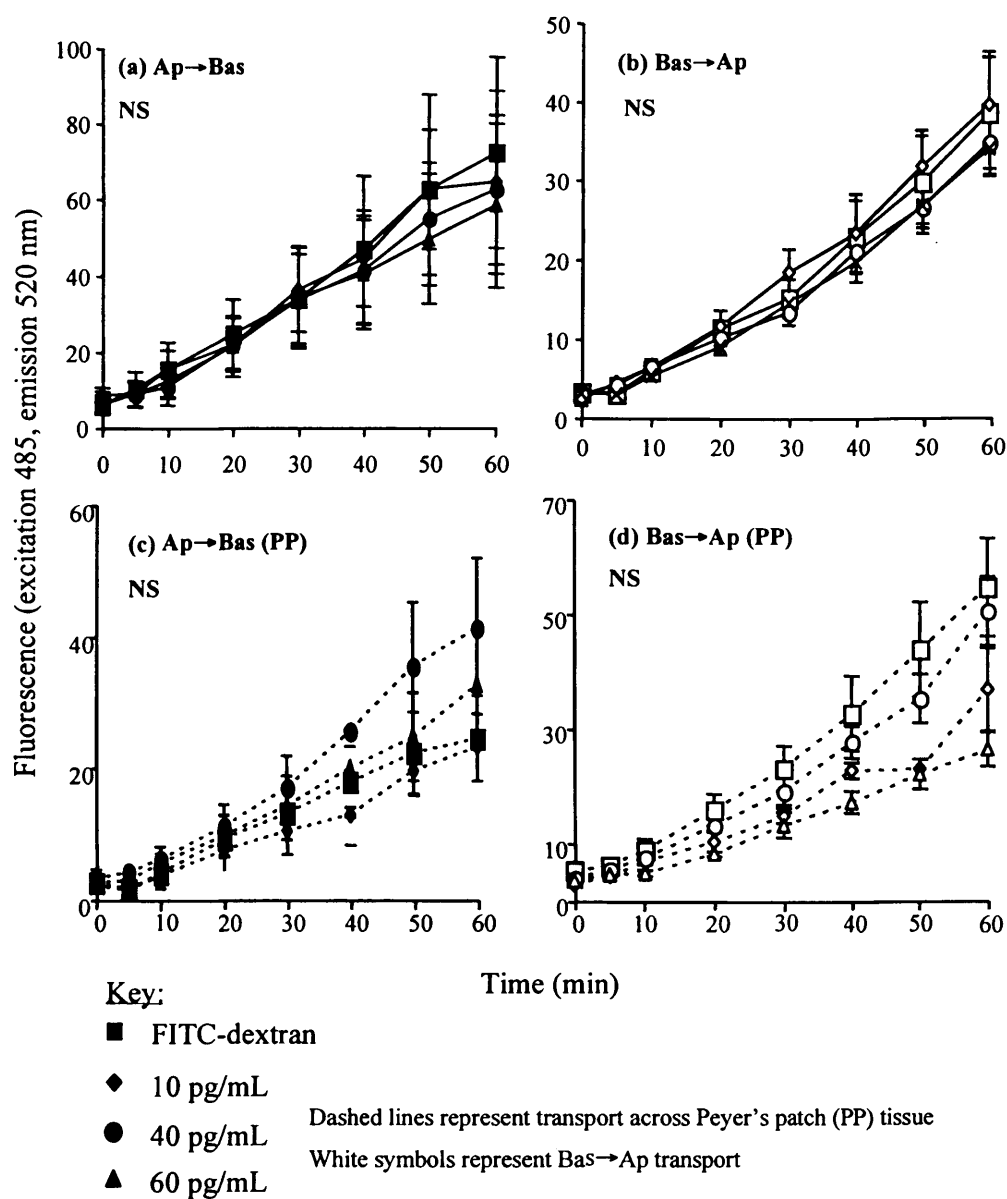 Fluorescence (excitation 485, emission 520 nm)
(a) Ap→Bas
NS
100
80
60
40
20
0
0 10 20 30 40 50 60
(b) Bas→Ap
NS
50
40
30
20
10
0
0 10 20 30 40 50 60
(c) Ap→Bas (PP)
NS
60
40
20
0
0 10 20 30 40 50 60
(d) Bas→Ap (PP)
NS
70
50
30
10
0
0 10 20 30 40 50 60
Time (min)
Key:
FITC-dextran
10 pg/mL
40 pg/mL
60 pg/mL
Dashed lines represent transport across Peyer's patch (PP) tissue
White symbols represent Bas→Ap transport